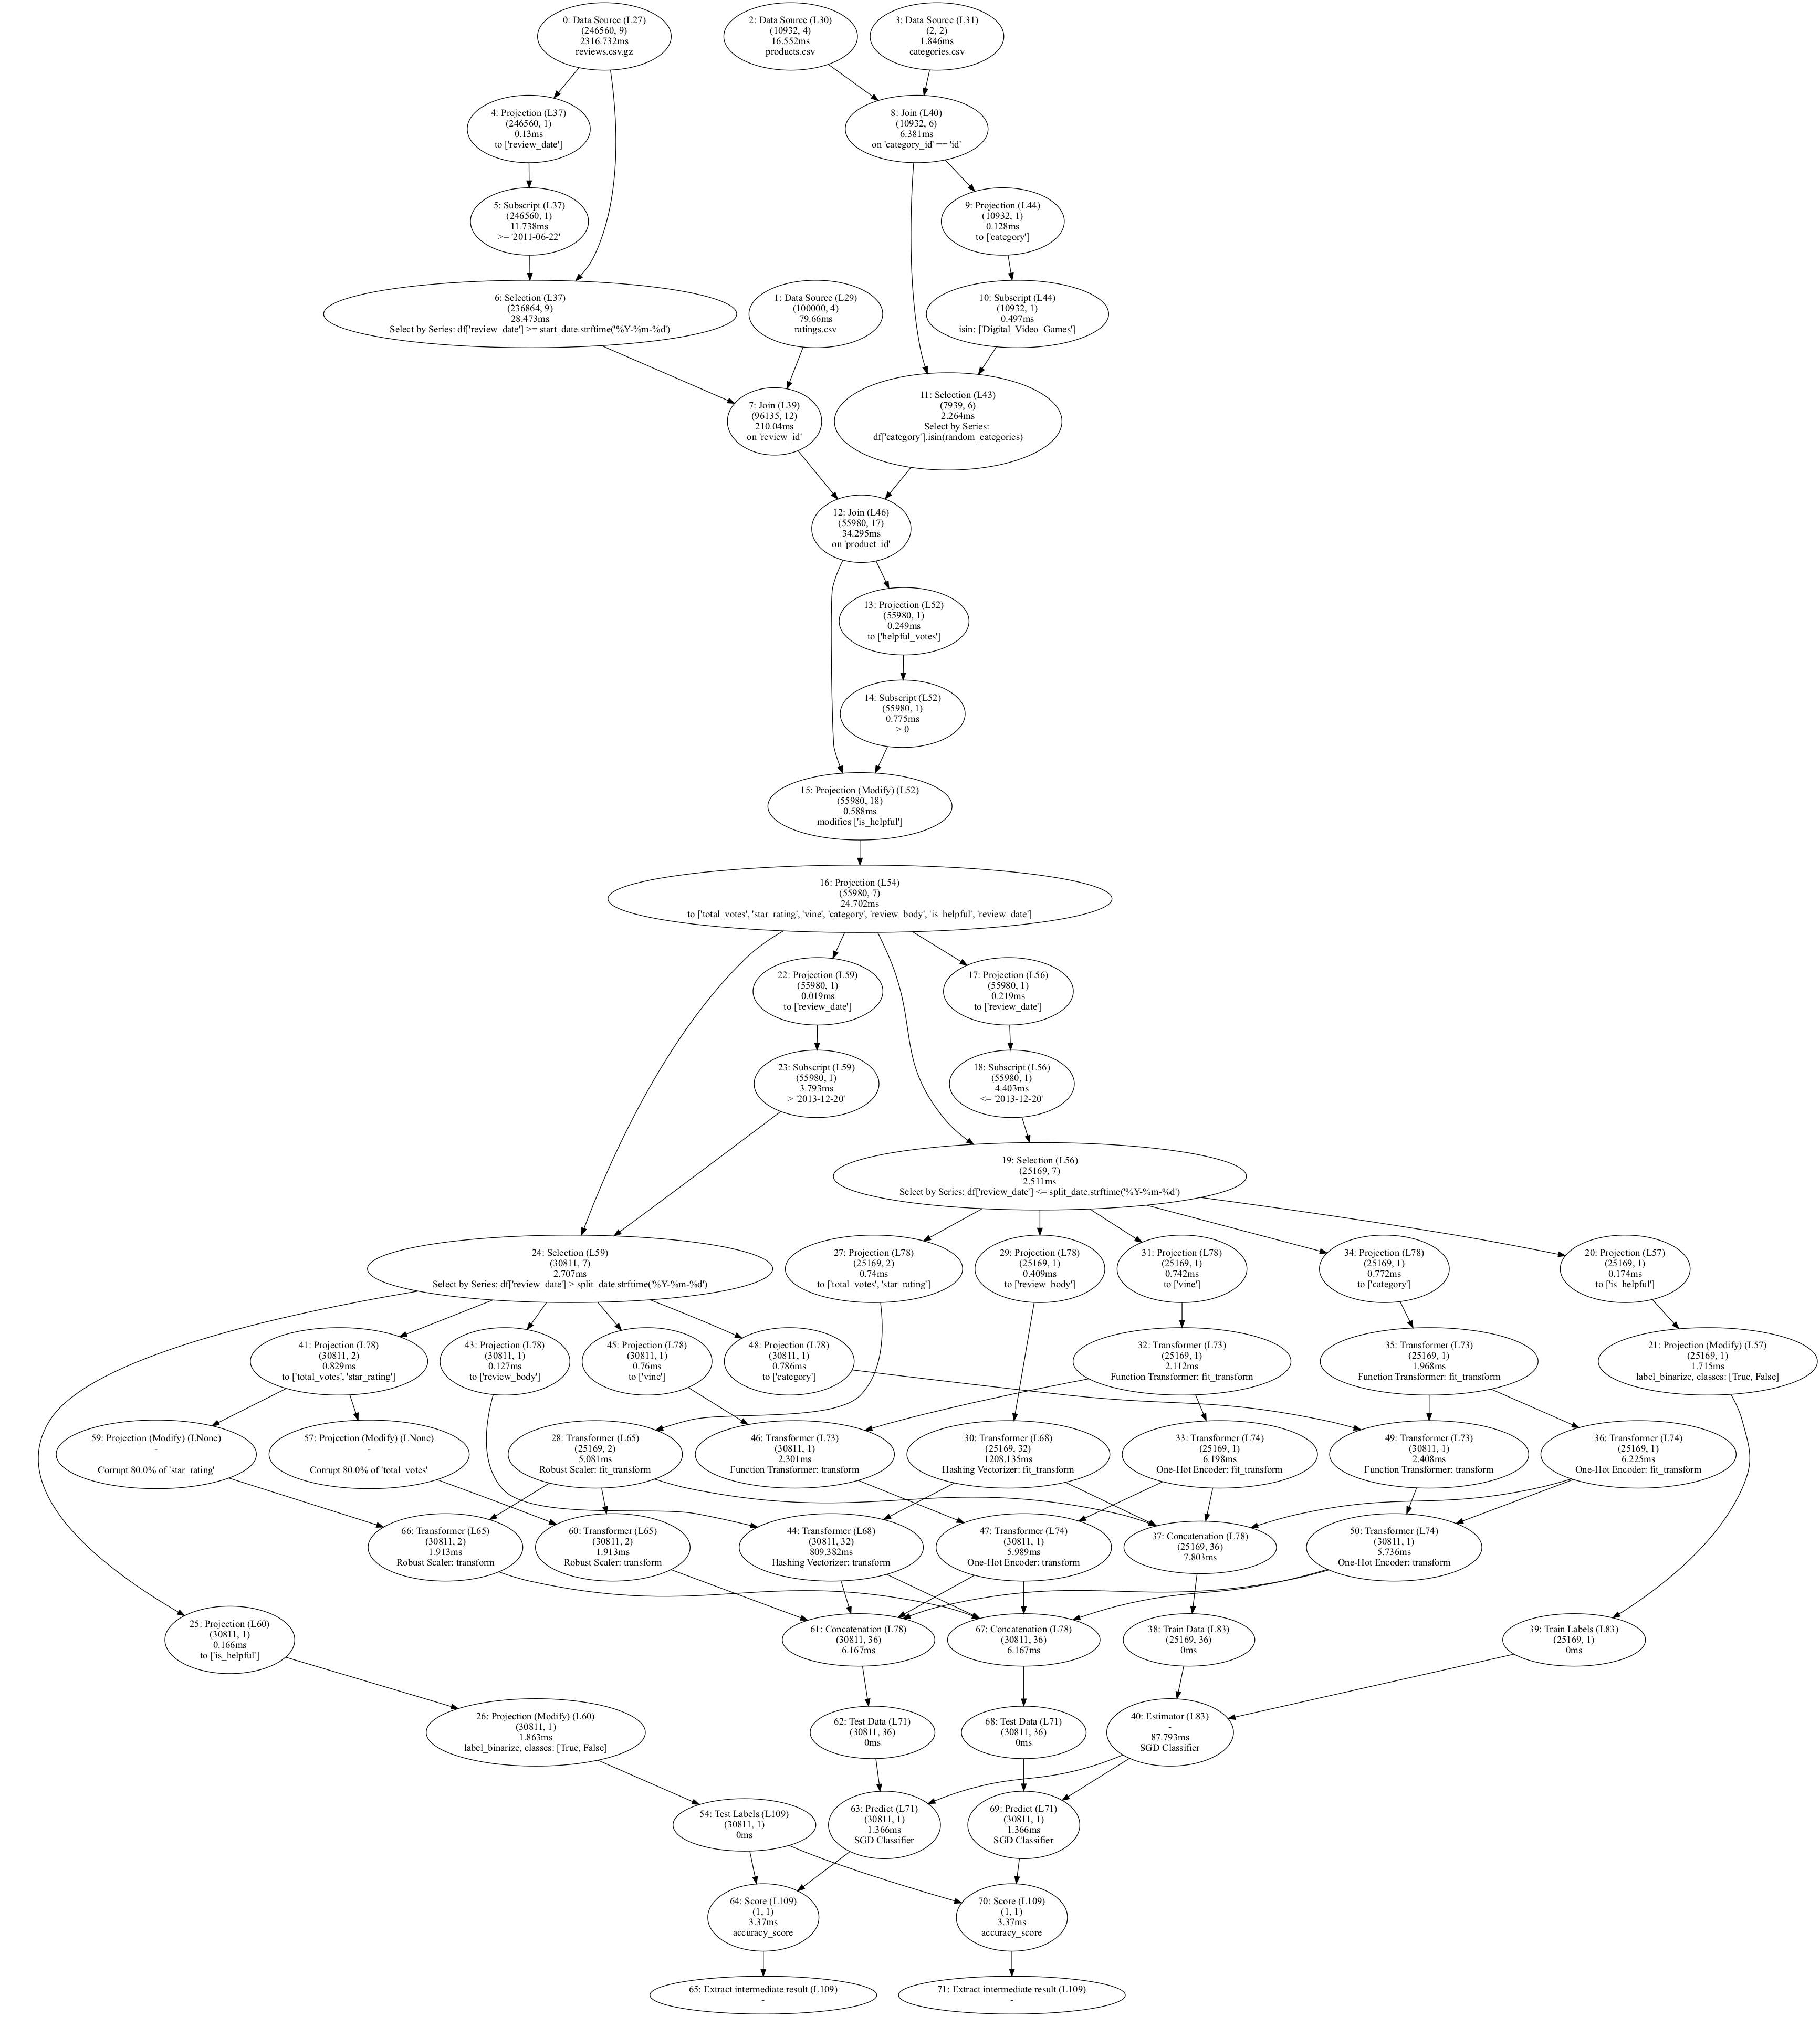 0: Data Source (L27)
(246560, 9)
2316.732ms
reviews.csv.gz
2: Data Source (L30)
(10932, 4)
16.552ms
products.csv
3: Data Source (L31)
(2, 2)
1.846ms
categories.csv
4: Projection (L37)
(246560, 1)
0.13ms
to ['review_date']
8: Join (L40)
(10932, 6)
6.381ms
on 'category_id' == 'id'
5: Subscript (L37)
(246560, 1)
11.738ms
>= '2011-06-22'
9: Projection (L44)
(10932, 1)
0.128ms
to ['category']
6: Selection (L37)
(236864, 9)
28.473ms
Select by Series: df['review_date'] >= start_date.strftime('%Y-%m-%d')
1: Data Source (L29)
(100000, 4)
79.66ms
ratings.csv
10: Subscript (L44)
(10932, 1)
0.497ms
isin: ['Digital_Video_Games']
7: Join (L39)
(96135, 12)
210.04ms
on 'review_id'
11: Selection (L43)
(7939, 6)
2.264ms
Select by Series:
df['category'].isin(random_categories)
12: Join (L46)
(55980, 17)
34.295ms
on 'product_id'
13: Projection (L52)
(55980, 1)
0.249ms
to ['helpful_votes']
14: Subscript (L52)
(55980, 1)
0.775ms
> 0
15: Projection (Modify) (L52)
(55980, 18)
0.588ms
modifies ['is_helpful']
16: Projection (L54)
(55980, 7)
24.702ms
to ['total_votes', 'star_rating', 'vine', 'category', 'review_body', 'is_helpful', 'review_date']
22: Projection (L59)
(55980, 1)
0.019ms
to ['review_date']
17: Projection (L56)
(55980, 1)
0.219ms
to ['review_date']
23: Subscript (L59)
(55980, 1)
3.793ms
> '2013-12-20'
18: Subscript (L56)
(55980, 1)
4.403ms
<= '2013-12-20'
19: Selection (L56)
(25169, 7)
2.511ms
Select by Series: df['review_date'] <= split_date.strftime('%Y-%m-%d')
24: Selection (L59)
(30811, 7)
2.707ms
Select by Series: df['review_date'] > split_date.strftime('%Y-%m-%d')
27: Projection (L78)
(25169, 2)
0.74ms
to ['total_votes', 'star_rating']
29: Projection (L78)
(25169, 1)
0.409ms
to ['review_body']
31: Projection (L78)
(25169, 1)
0.742ms
to ['vine']
34: Projection (L78)
(25169, 1)
0.772ms
to ['category']
20: Projection (L57)
(25169, 1)
0.174ms
to ['is_helpful']
41: Projection (L78)
(30811, 2)
0.829ms
to ['total_votes', 'star_rating']
43: Projection (L78)
(30811, 1)
0.127ms
to ['review_body']
45: Projection (L78)
(30811, 1)
0.76ms
to ['vine']
48: Projection (L78)
(30811, 1)
0.786ms
to ['category']
32: Transformer (L73)
(25169, 1)
2.112ms
Function Transformer: fit_transform
35: Transformer (L73)
(25169, 1)
1.968ms
Function Transformer: fit_transform
21: Projection (Modify) (L57)
(25169, 1)
1.715ms
label_binarize, classes: [True, False]
59: Projection (Modify) (LNone)
-
Corrupt 80.0% of 'star_rating'
57: Projection (Modify) (LNone)
-
Corrupt 80.0% of 'total_votes'
28: Transformer (L65)
(25169, 2)
5.081ms
Robust Scaler: fit_transform
46: Transformer (L73)
(30811, 1)
2.301ms
Function Transformer: transform
30: Transformer (L68)
(25169, 32)
1208.135ms
Hashing Vectorizer: fit_transform
33: Transformer (L74)
(25169, 1)
6.198ms
One-Hot Encoder: fit_transform
49: Transformer (L73)
(30811, 1)
2.408ms
Function Transformer: transform
36: Transformer (L74)
(25169, 1)
6.225ms
One-Hot Encoder: fit_transform
66: Transformer (L65)
(30811, 2)
1.913ms
Robust Scaler: transform
60: Transformer (L65)
(30811, 2)
1.913ms
Robust Scaler: transform
44: Transformer (L68)
(30811, 32)
809.382ms
Hashing Vectorizer: transform
47: Transformer (L74)
(30811, 1)
5.989ms
One-Hot Encoder: transform
37: Concatenation (L78)
(25169, 36)
7.803ms
50: Transformer (L74)
(30811, 1)
5.736ms
One-Hot Encoder: transform
25: Projection (L60)
(30811, 1)
0.166ms
to ['is_helpful']
61: Concatenation (L78)
(30811, 36)
6.167ms
67: Concatenation (L78)
(30811, 36)
6.167ms
38: Train Data (L83)
(25169, 36)
0ms
39: Train Labels (L83)
(25169, 1)
0ms
26: Projection (Modify) (L60)
(30811, 1)
1.863ms
label_binarize, classes: [True, False]
62: Test Data (L71)
(30811, 36)
0ms
68: Test Data (L71)
(30811, 36)
0ms
40: Estimator (L83)
-
87.793ms
SGD Classifier
54: Test Labels (L109)
(30811, 1)
0ms
63: Predict (L71)
(30811, 1)
1.366ms
SGD Classifier
69: Predict (L71)
(30811, 1)
1.366ms
SGD Classifier
64: Score (L109)
(1, 1)
3.37ms
accuracy_score
70: Score (L109)
(1, 1)
3.37ms
accuracy_score
65: Extract intermediate result (L109)
-
71: Extract intermediate result (L109)
-